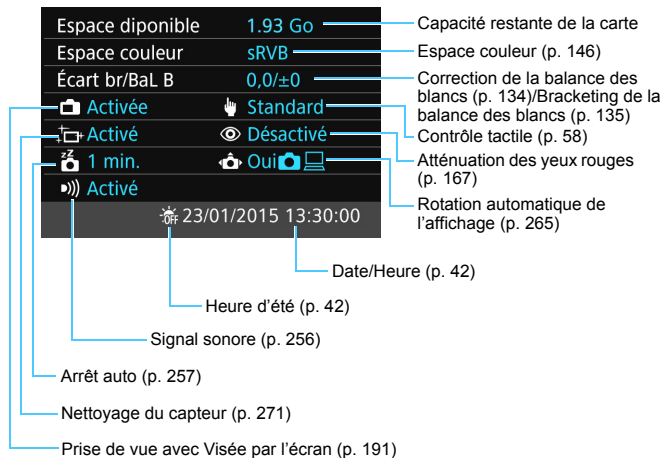 Espace diponible 1.93 Go
Capacité restante de la carte
Espace couleur sRVB
Espace couleur (p. 146)
Écart br/BaL B 0,0/±0
Correction de la balance des
blancs (p. 134)/Bracketing de la
balance des blancs (p. 135)
Activée Standard
Contrôle tactile (p. 58)
Activé Désactivé
Atténuation des yeux rouges
(p. 167)
zZ 1 min. Oui
Rotation automatique de
l'affichage (p. 265)
Activé
OFF 23/01/2015 13:30:00
Date/Heure (p. 42)
Heure d'été (p. 42)
Signal sonore (p. 256)
Arrêt auto (p. 257)
Nettoyage du capteur (p. 271)
Prise de vue avec Visée par l'écran (p. 191)